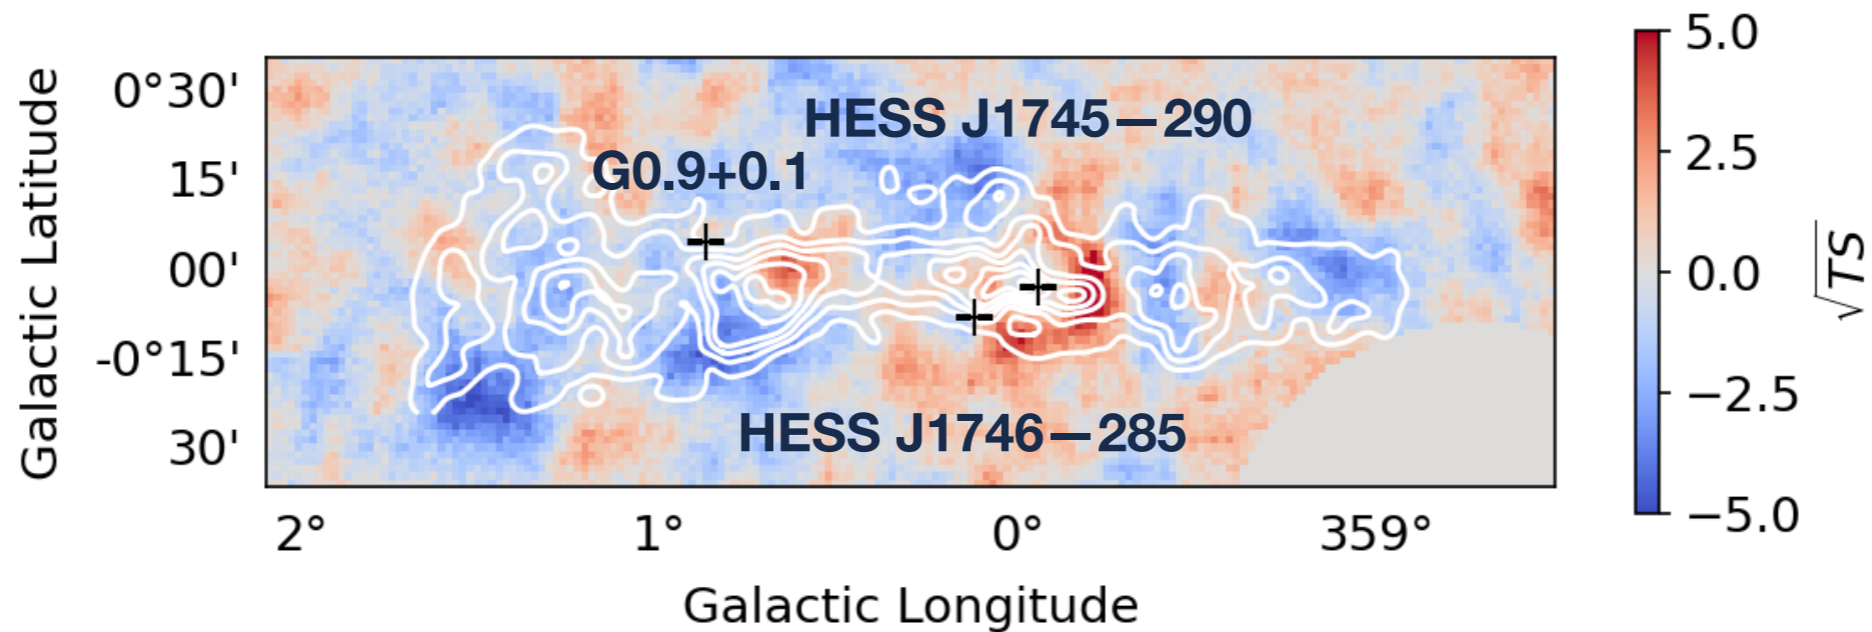 Galactic Latitude
0°30'
15'
00'
-0°15'
30'
HESS J1745−290
G0.9+0.1
HESS J1746−285
2°
1°
0°
359°
Galactic Longitude
5.0
2.5
0.0
−2.5
−5.0
√TS